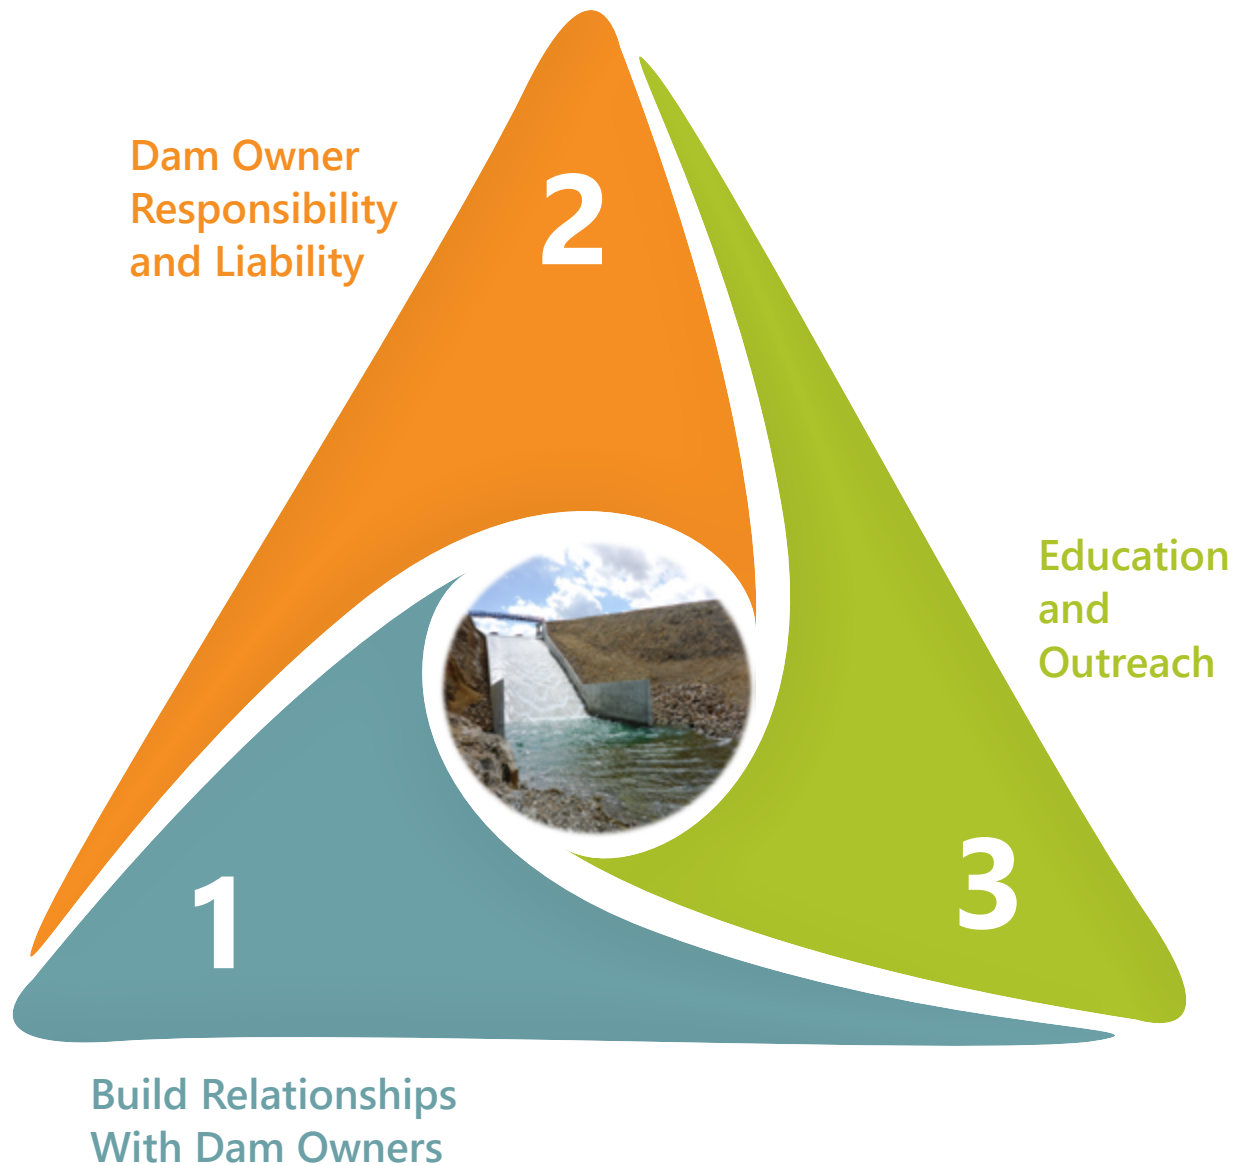 Dam Owner
Responsibility
and Liability
2
Education
and
Outreach
3
1
Build Relationships
With Dam Owners